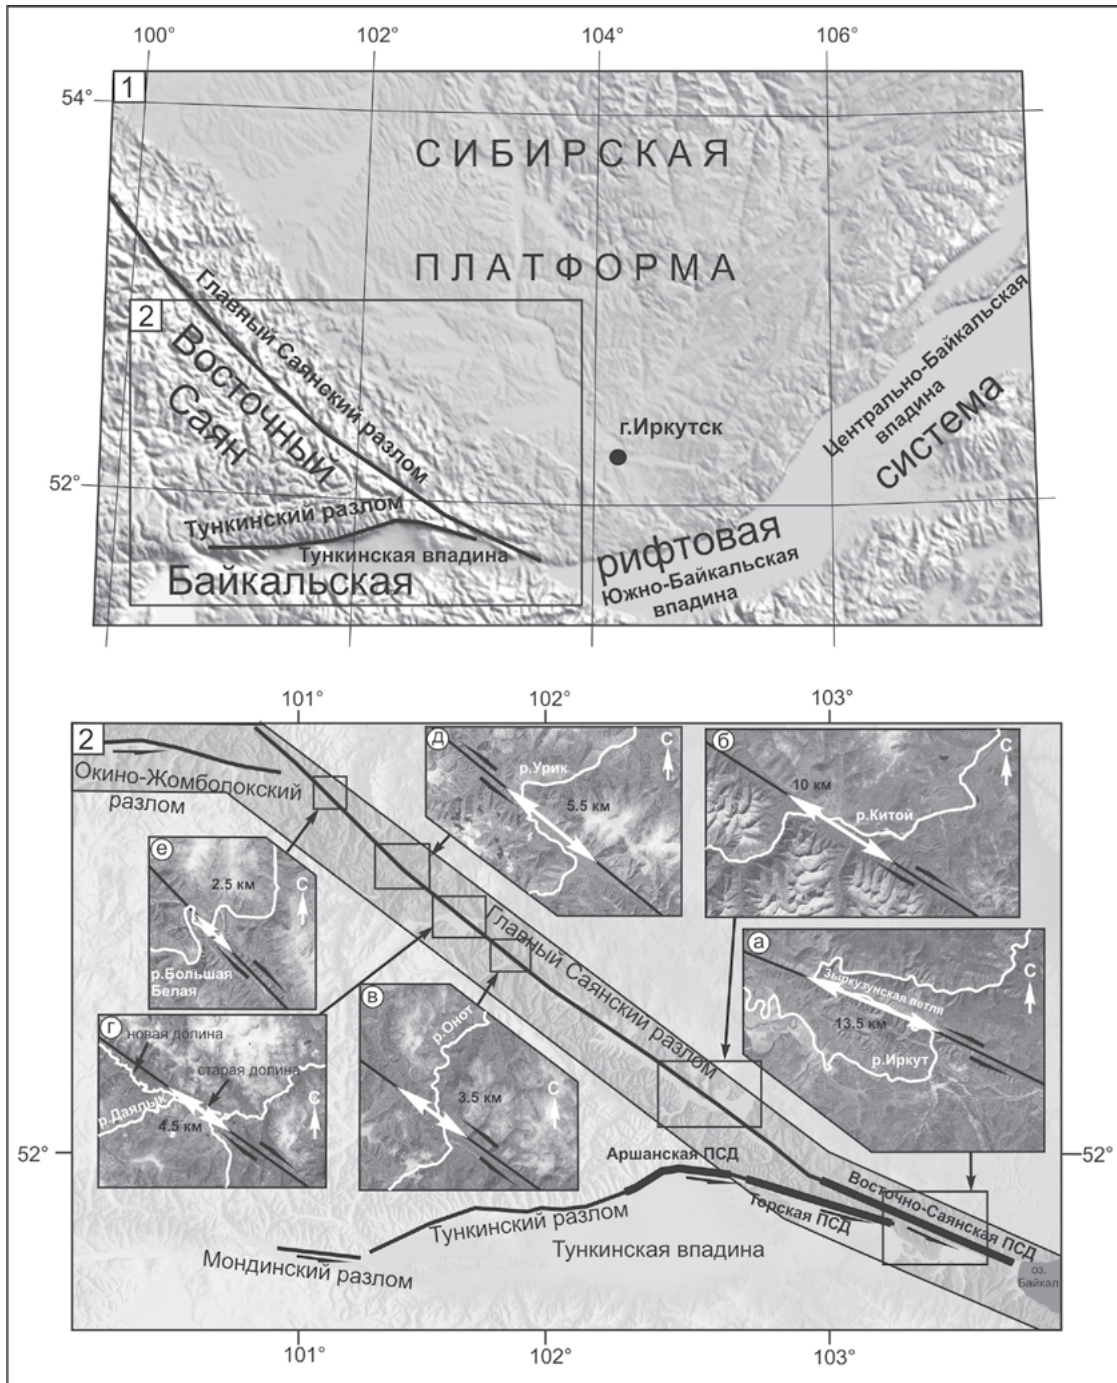 100°
102°
104°
106°
54°
1
СИБИРСКАЯ
ПЛАТФОРМА
Главный Саянский разлом
2
Восточный
Саян
г.Иркутск
Центрально-Байкальская
впадина
система
52°
Тункинский разлом
Тункинская впадина
Байкальская
рифтовая
Южно-Байкальская
впадина
101°
102°
103°
2
Окино-Жомболокский
разлом
д
р.Урик
5.5 км
б
С
10 км
р.Китой
е
2.5 км
С
р.Большая
Белая
Главный Саянский разлом
а
С
Зыркузунская петля
13.5 км
р.Иркут
г
новая долина
старая долина
р.Даялык
4.5 км
С
в
р.Онот
3.5 км
С
52°
52°
Аршанская ПСД
Восточно-Саянская ПСД
Торская ПСД
Тункинский разлом
Тункинская впадина
Мондинский разлом
оз.
Байкал
101°
102°
103°